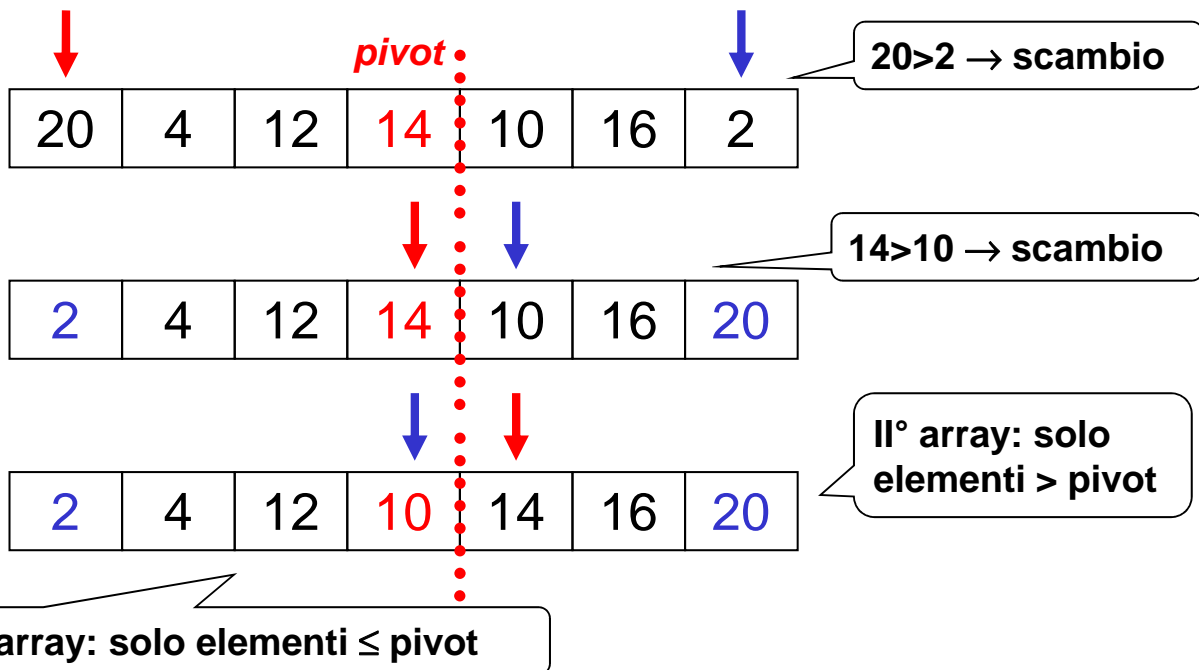 pivot
20>2 → scambio
20 4 12 14 10 16 2
14>10 → scambio
2 4 12 14 10 16 20
II° array: solo
elementi > pivot
2 4 12 10 14 16 20
array: solo elementi ≤ pivot